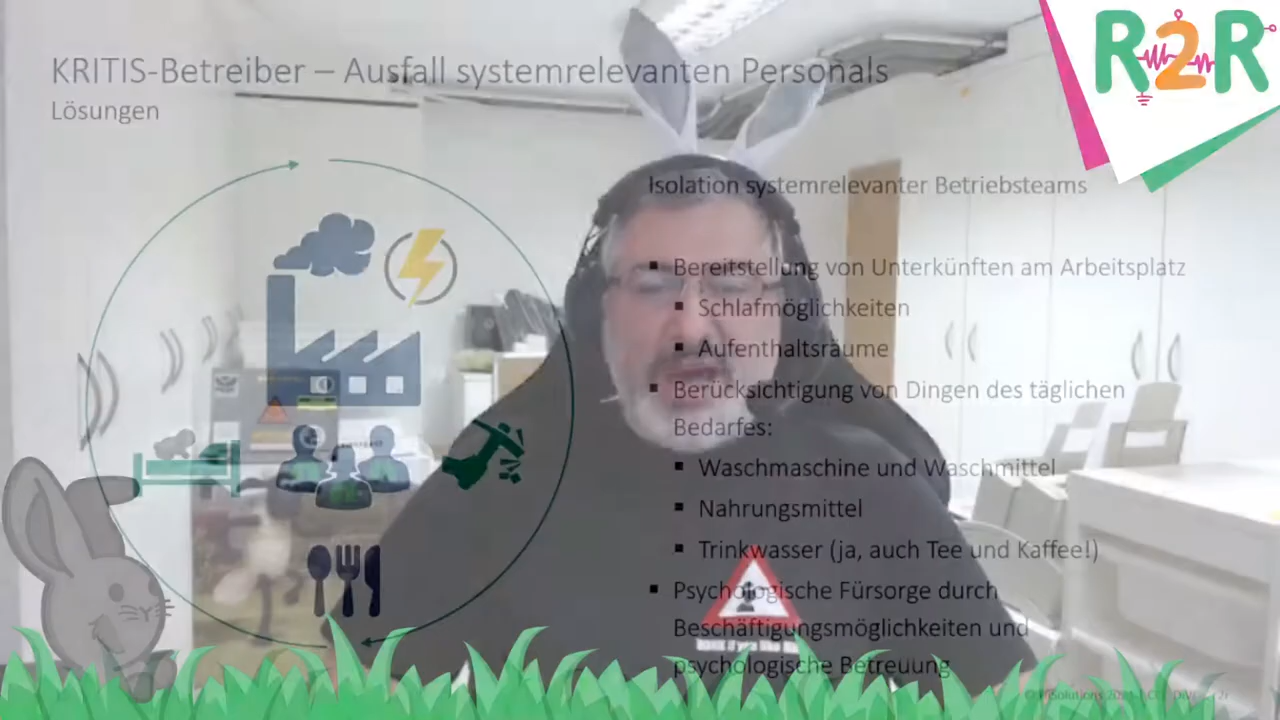 R2R
KRITIS-Betreiber – Ausfall systemrelevanten Personals
Lösungen
Isolation systemrelevanter Betriebsteams
▪ Bereitstellung von Unterkünften am Arbeitsplatz
▪ Schlafmöglichkeiten
▪ Aufenthaltsräume
▪ Berücksichtigung von Dingen des täglichen
Bedarfes:
▪ Waschmaschine und Waschmittel
▪ Nahrungsmittel
▪ Trinkwasser (ja, auch Tee und Kaffee!)
▪ Psychologische Fürsorge durch
Beschäftigungsmöglichkeiten und
psychologische Betreuung